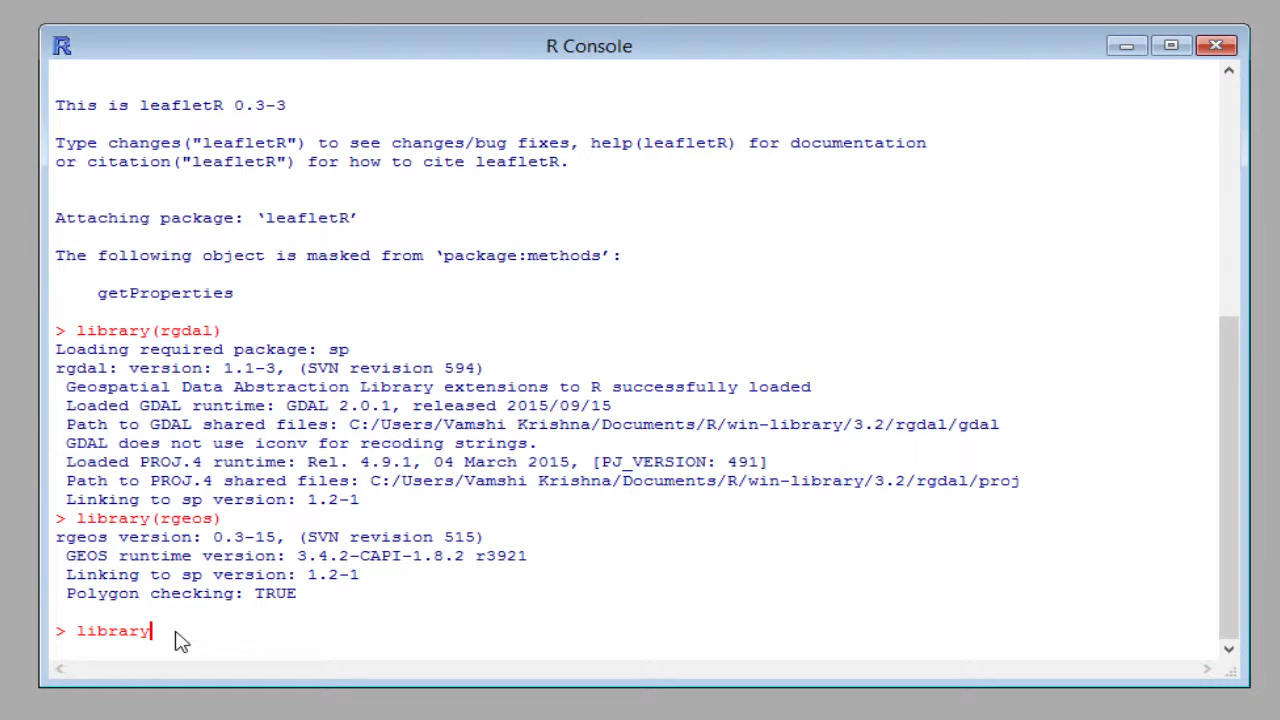 R Console
This is leafletR 0.3-3
Type changes("leafletR") to see changes/bug fixes, help(leafletR) for documentation
or citation("leafletR") for how to cite leafletR.
Attaching package: ‘leafletR’
The following object is masked from ‘package:methods’:
getProperties
> library(rgdal)
Loading required package: sp
rgdal: version: 1.1-3, (SVN revision 594)
Geospatial Data Abstraction Library extensions to R successfully loaded
Loaded GDAL runtime: GDAL 2.0.1, released 2015/09/15
Path to GDAL shared files: C:/Users/Vamshi Krishna/Documents/R/win-library/3.2/rgdal/gdal
GDAL does not use iconv for recoding strings.
Loaded PROJ.4 runtime: Rel. 4.9.1, 04 March 2015, [PJ_VERSION: 491]
Path to PROJ.4 shared files: C:/Users/Vamshi Krishna/Documents/R/win-library/3.2/rgdal/proj
Linking to sp version: 1.2-1
> library(rgeos)
rgeos version: 0.3-15, (SVN revision 515)
GEOS runtime version: 3.4.2-CAPI-1.8.2 r3921
Linking to sp version: 1.2-1
Polygon checking: TRUE
> library